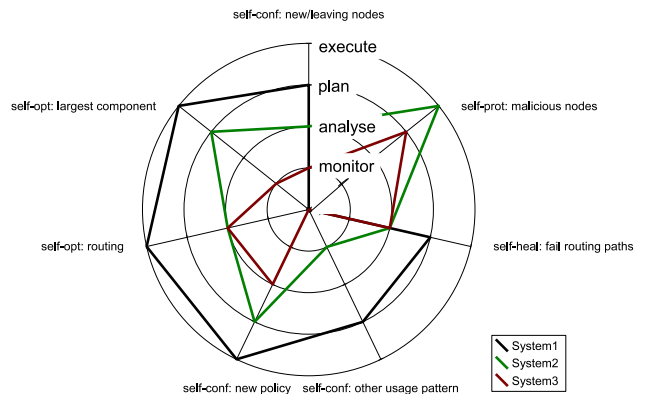 self-conf: new/leaving nodes
execute
plan
self-opt: largest component
self-prot: malicious nodes
analyse
monitor
self-opt: routing
self-heal: fail routing paths
System1
System2
System3
self-conf: new policy
self-conf: other usage pattern